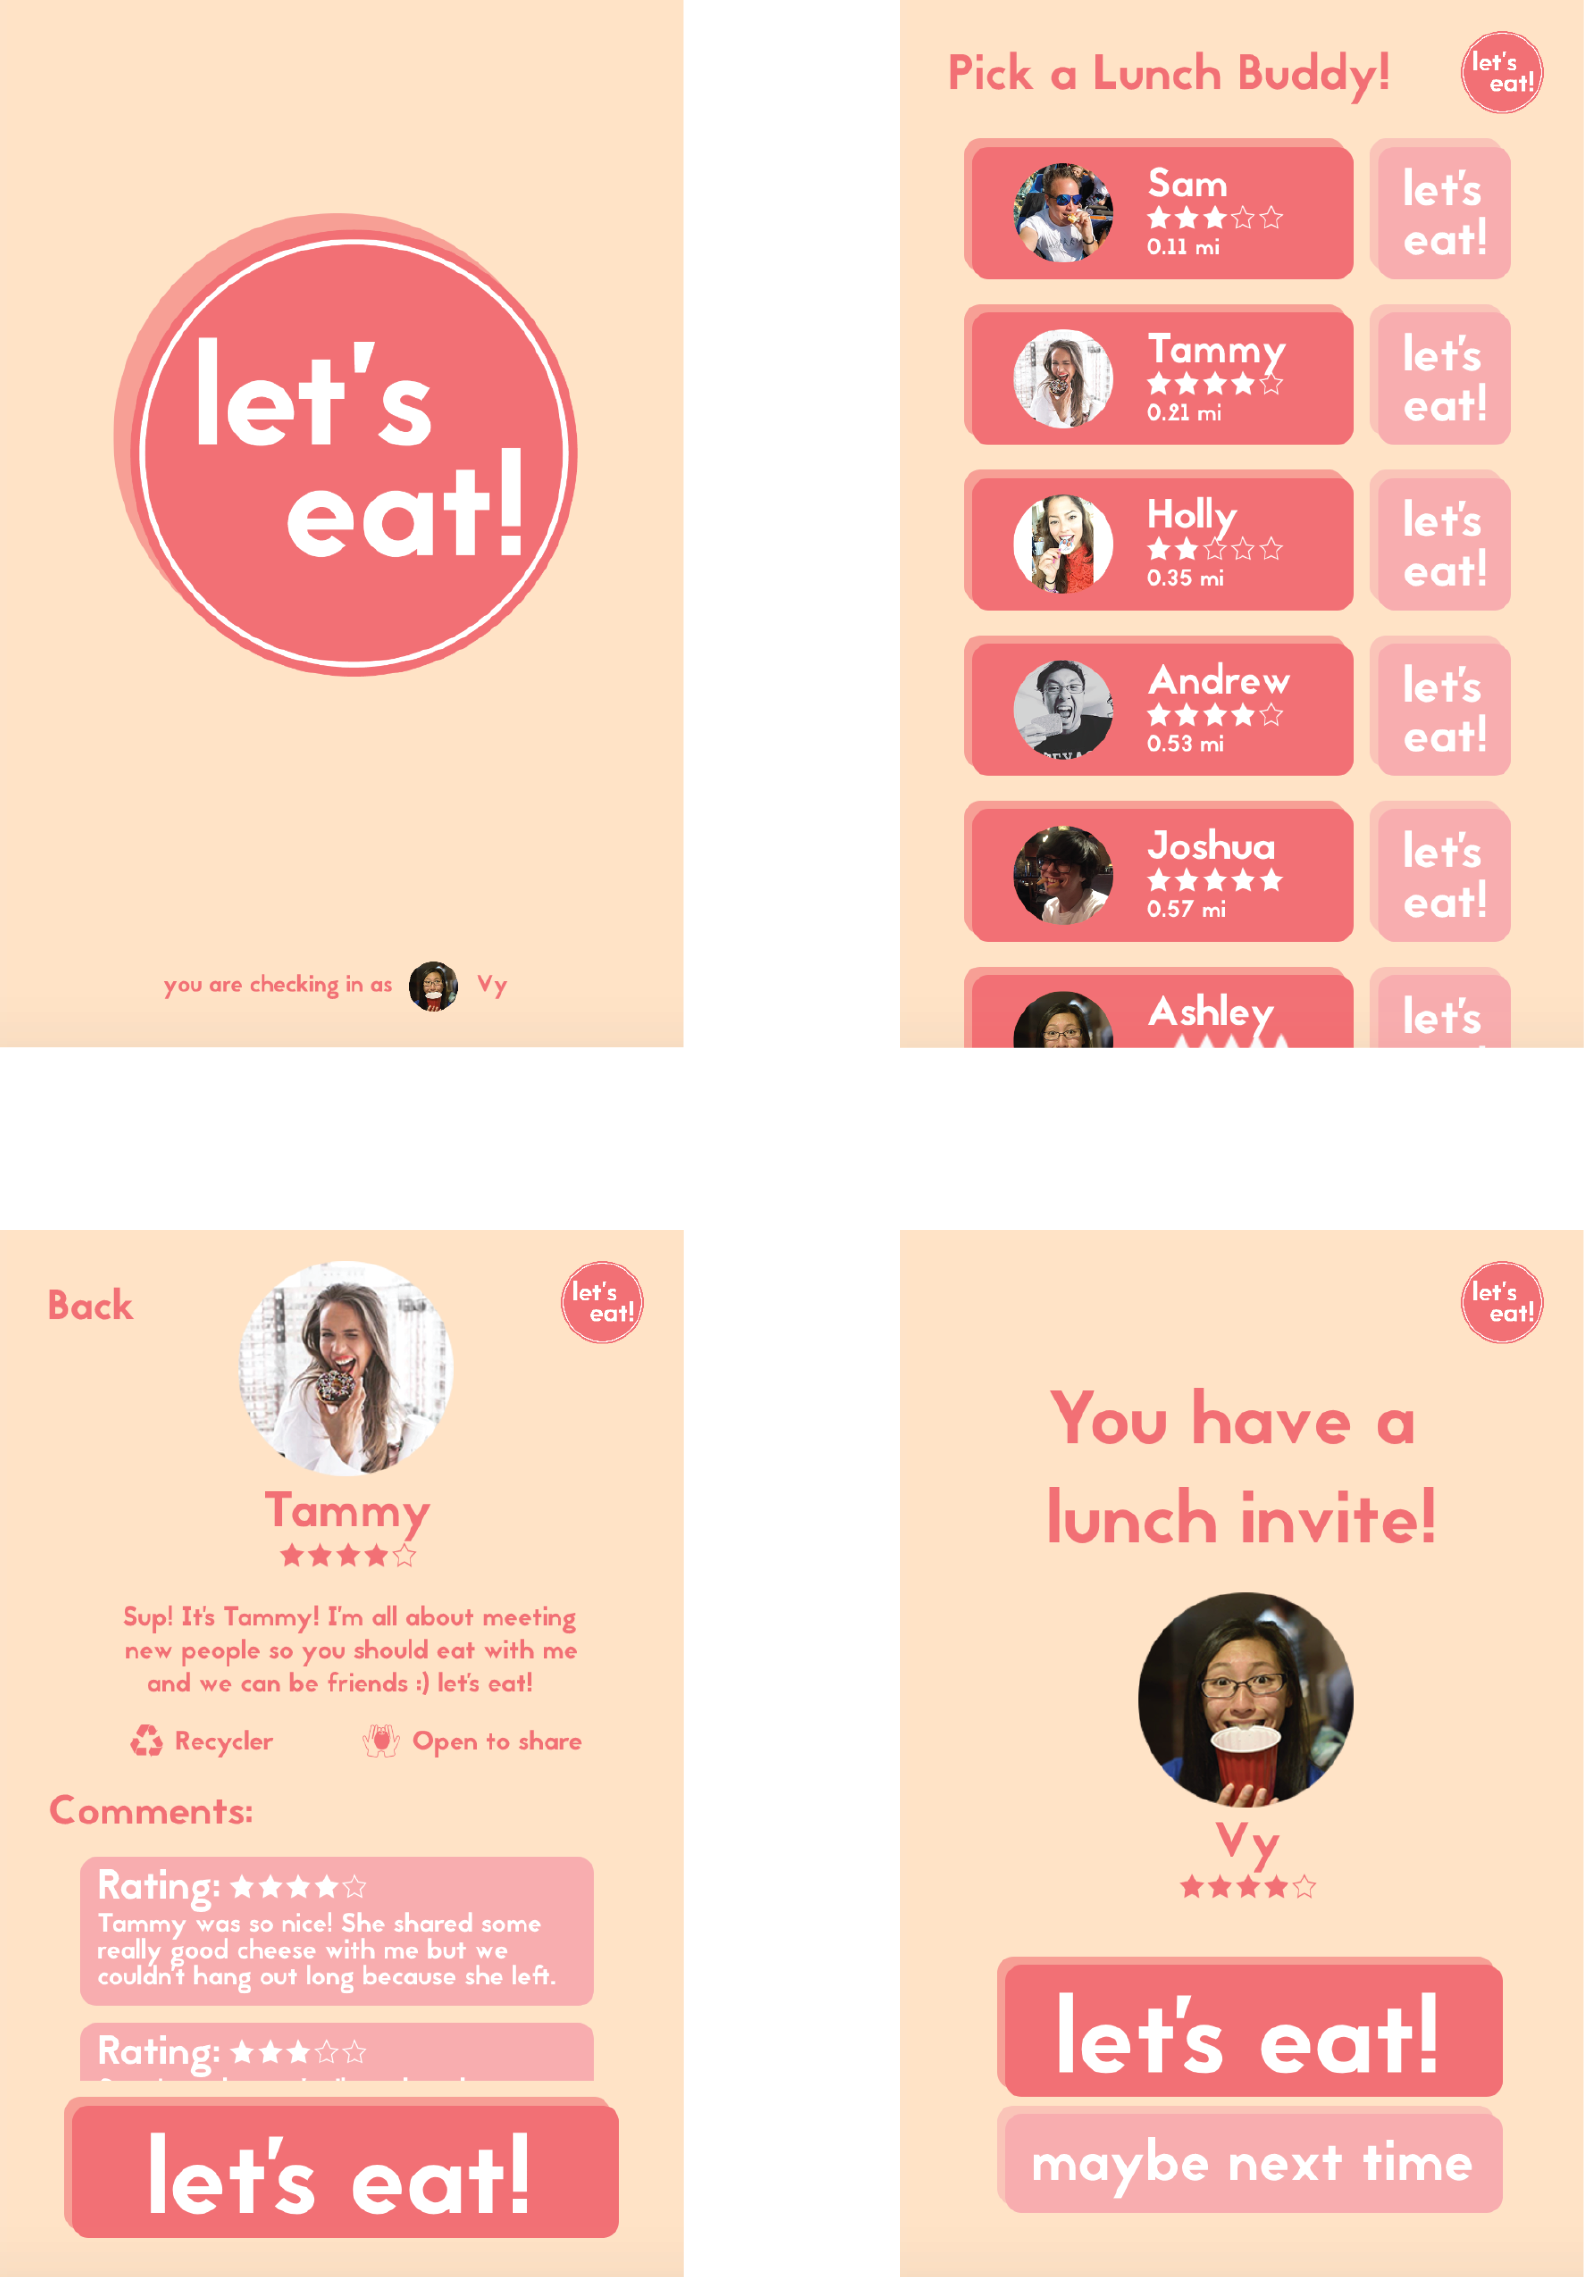 let's
eat!
you are checking in as Vy
Pick a Lunch Buddy!
let's
eat!
Sam
0.11 mi
let's
eat!
Tammy
0.21 mi
let's
eat!
Holly
0.35 mi
let's
eat!
Andrew
0.53 mi
let's
eat!
Joshua
0.57 mi
let's
eat!
Ashley
let's
Back
let's
eat!
Tammy
Sup! It's Tammy! I'm all about meeting
new people so you should eat with me
and we can be friends :) let's eat!
Recycler
Open to share
Comments:
Rating:
Tammy was so nice! She shared some
really good cheese with me but we
couldn't hang out long because she left.
Rating:
let's eat!
let's
eat!
You have a
lunch invite!
Vy
let's eat!
maybe next time